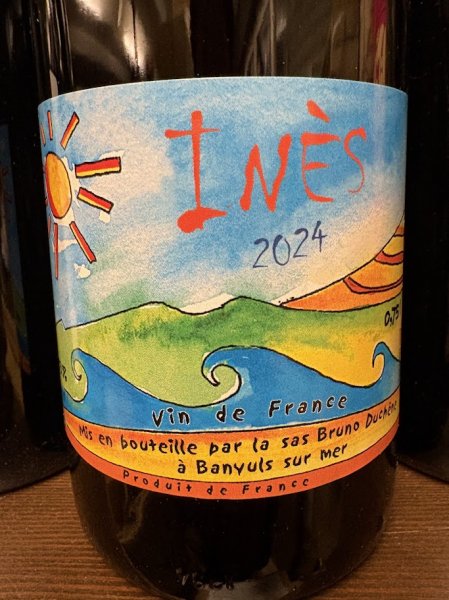 INÈS
2024
0,75
%
Vin de France
Mis en bouteille par la sas Bruno Duchêne
à Banyuls sur mer
Produit de France